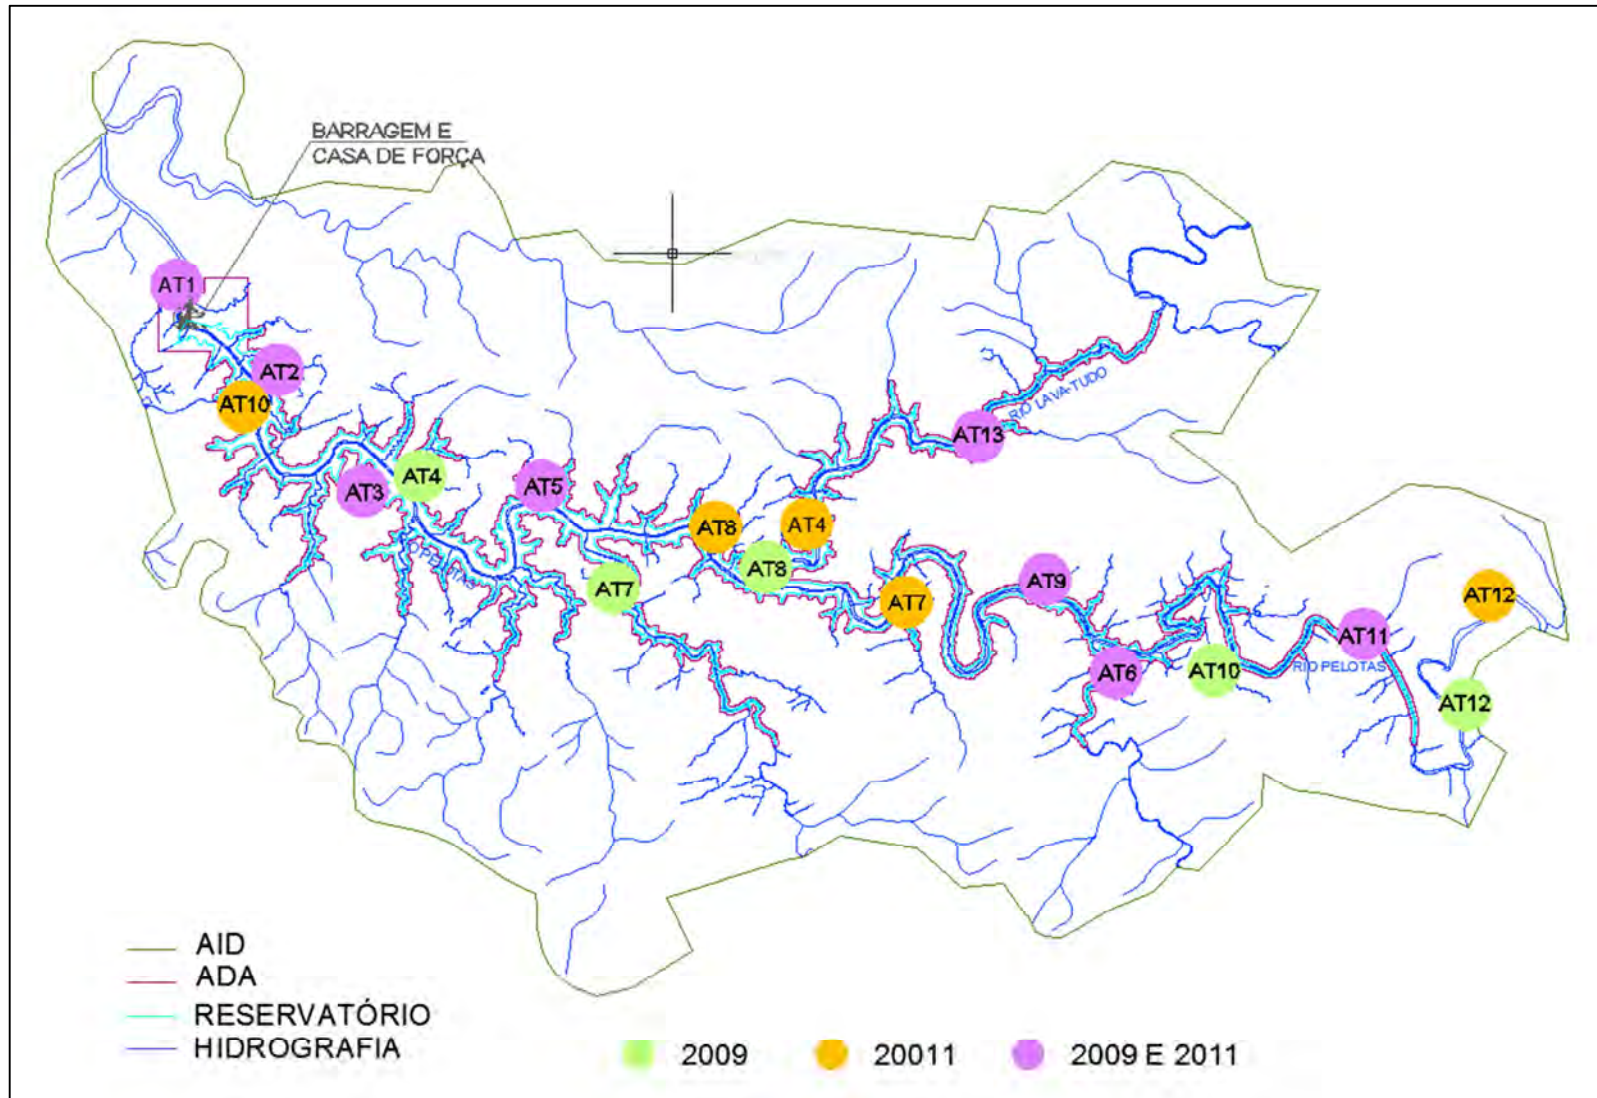 BARRAGEM E
CASA DE FORÇA
AT1
AT2
AT10
AT3
AT4
AT5
AT8
AT4
AT13
RIO LAVA-TUDO
AT8
AT7
AT7
AT9
AT6
AT10
AT11
RIO PELOTAS
AT12
AT12
O PELOTAS
AID
ADA
RESERVATÓRIO
HIDROGRAFIA
2009
20011
2009 E 2011